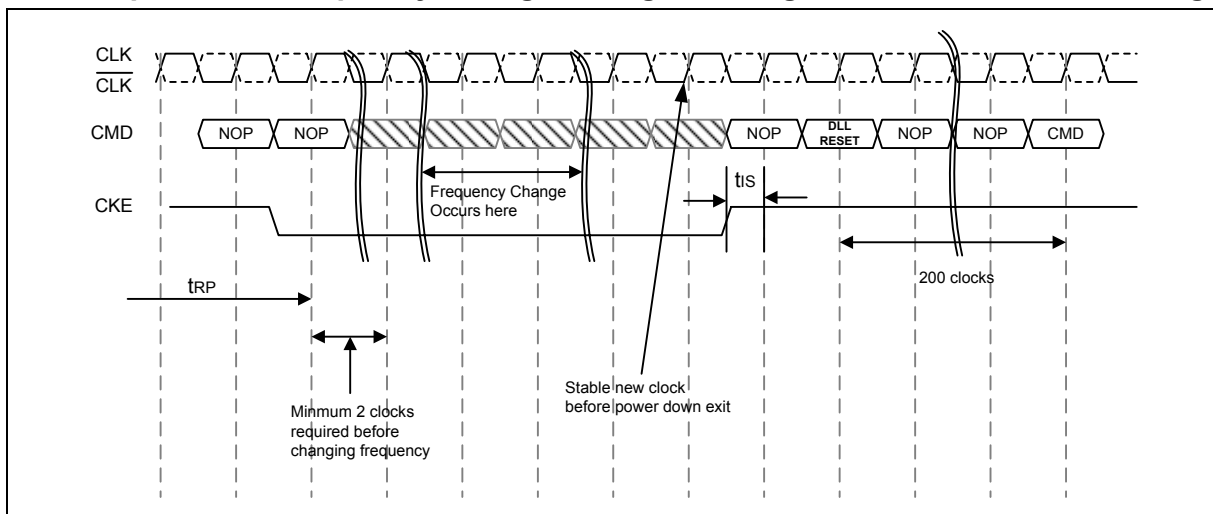 CLK
CLK
CMD
NOP
NOP
NOP
DLL
RESET
NOP
NOP
CMD
tIS
Frequency Change
Occurs here
CKE
200 clocks
tRP
Stable new clock
before power down exit
Minmum 2 clocks
required before
changing frequency